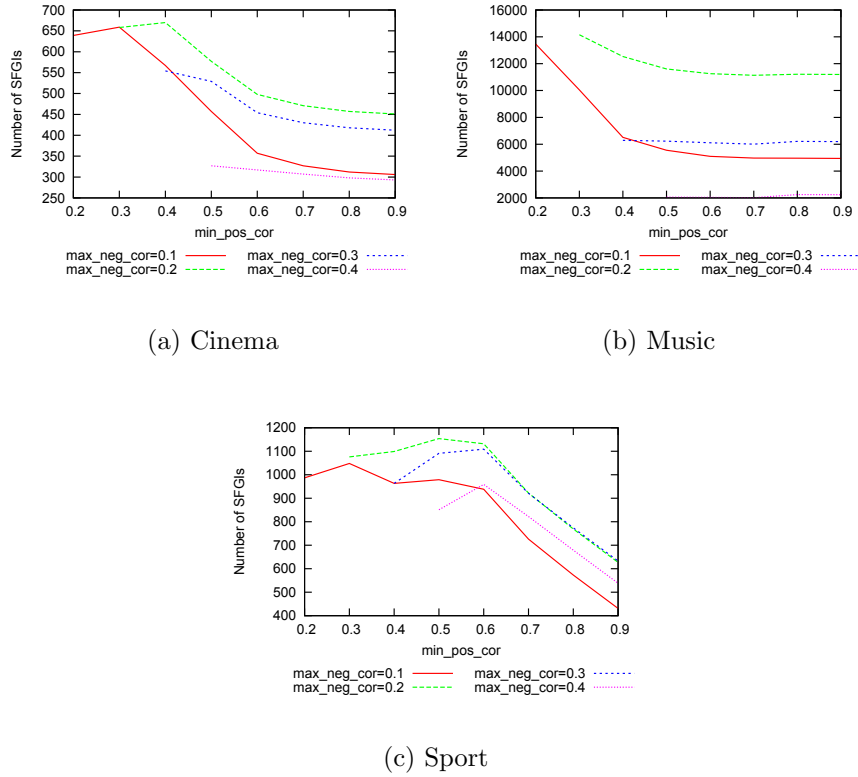 700
650
600
550
500
450
400
350
300
250
Number of SFGIs
0.2 0.3 0.4 0.5 0.6 0.7 0.8 0.9
min_pos_cor
max_neg_cor=0.1 max_neg_cor=0.3
max_neg_cor=0.2 max_neg_cor=0.4
(a) Cinema
16000
14000
12000
10000
8000
6000
4000
2000
Number of SFGIs
0.2 0.3 0.4 0.5 0.6 0.7 0.8 0.9
min_pos_cor
max_neg_cor=0.1 max_neg_cor=0.3
max_neg_cor=0.2 max_neg_cor=0.4
(b) Music
1200
1100
1000
900
800
700
600
500
400
Number of SFGIs
0.2 0.3 0.4 0.5 0.6 0.7 0.8 0.9
min_pos_cor
max_neg_cor=0.1 max_neg_cor=0.3
max_neg_cor=0.2 max_neg_cor=0.4
(c) Sport